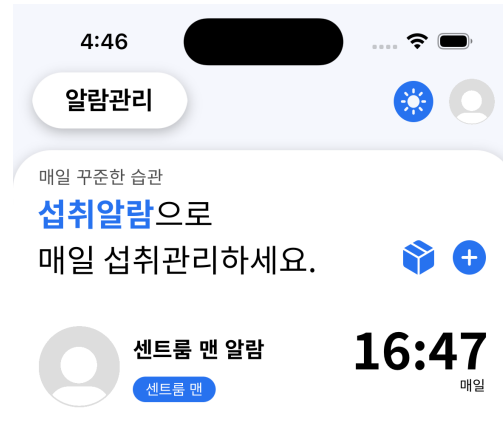 4:46
알람관리
매일 꾸준한 습관
섭취알람으로
매일 섭취관리하세요.
센트룸 맨 알람
16:47
센트룸 맨
매일